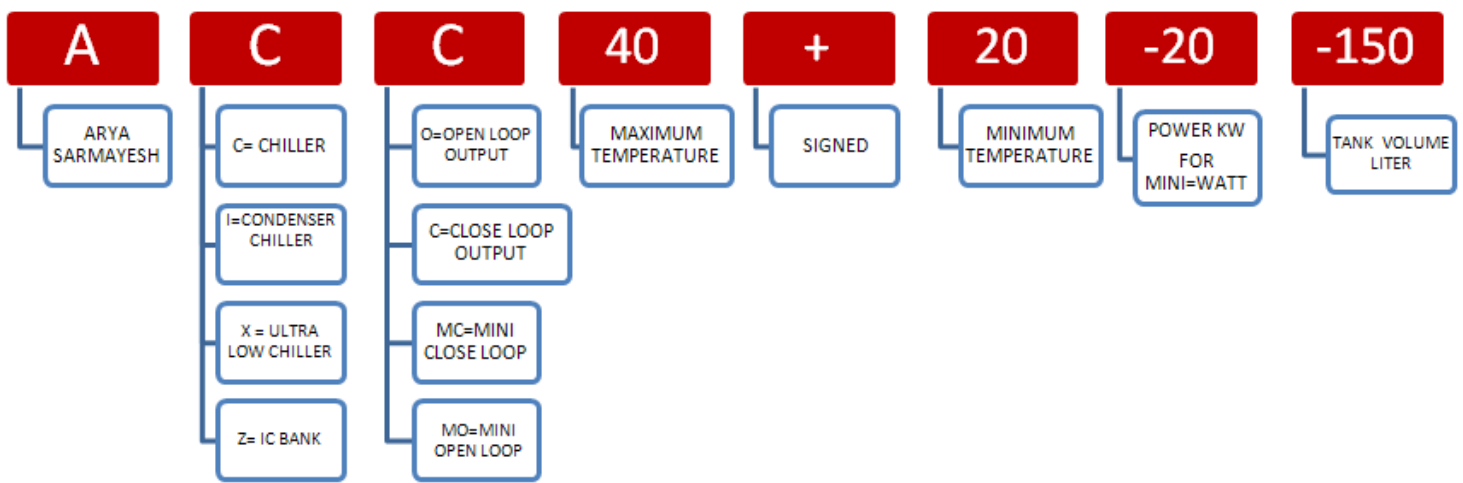 A C C 40 + 20 -20 -150
ARYA
SARMAYESH
C= CHILLER
I=CONDENSER
CHILLER
X = ULTRA
LOW CHILLER
Z= IC BANK
O=OPEN LOOP
OUTPUT
C=CLOSE LOOP
OUTPUT
MC=MINI
CLOSE LOOP
MO=MINI
OPEN LOOP
MAXIMUM
TEMPERATURE
SIGNED
MINIMUM
TEMPERATURE
POWER KW
FOR
MINI=WATT
TANK VOLUME
LITER